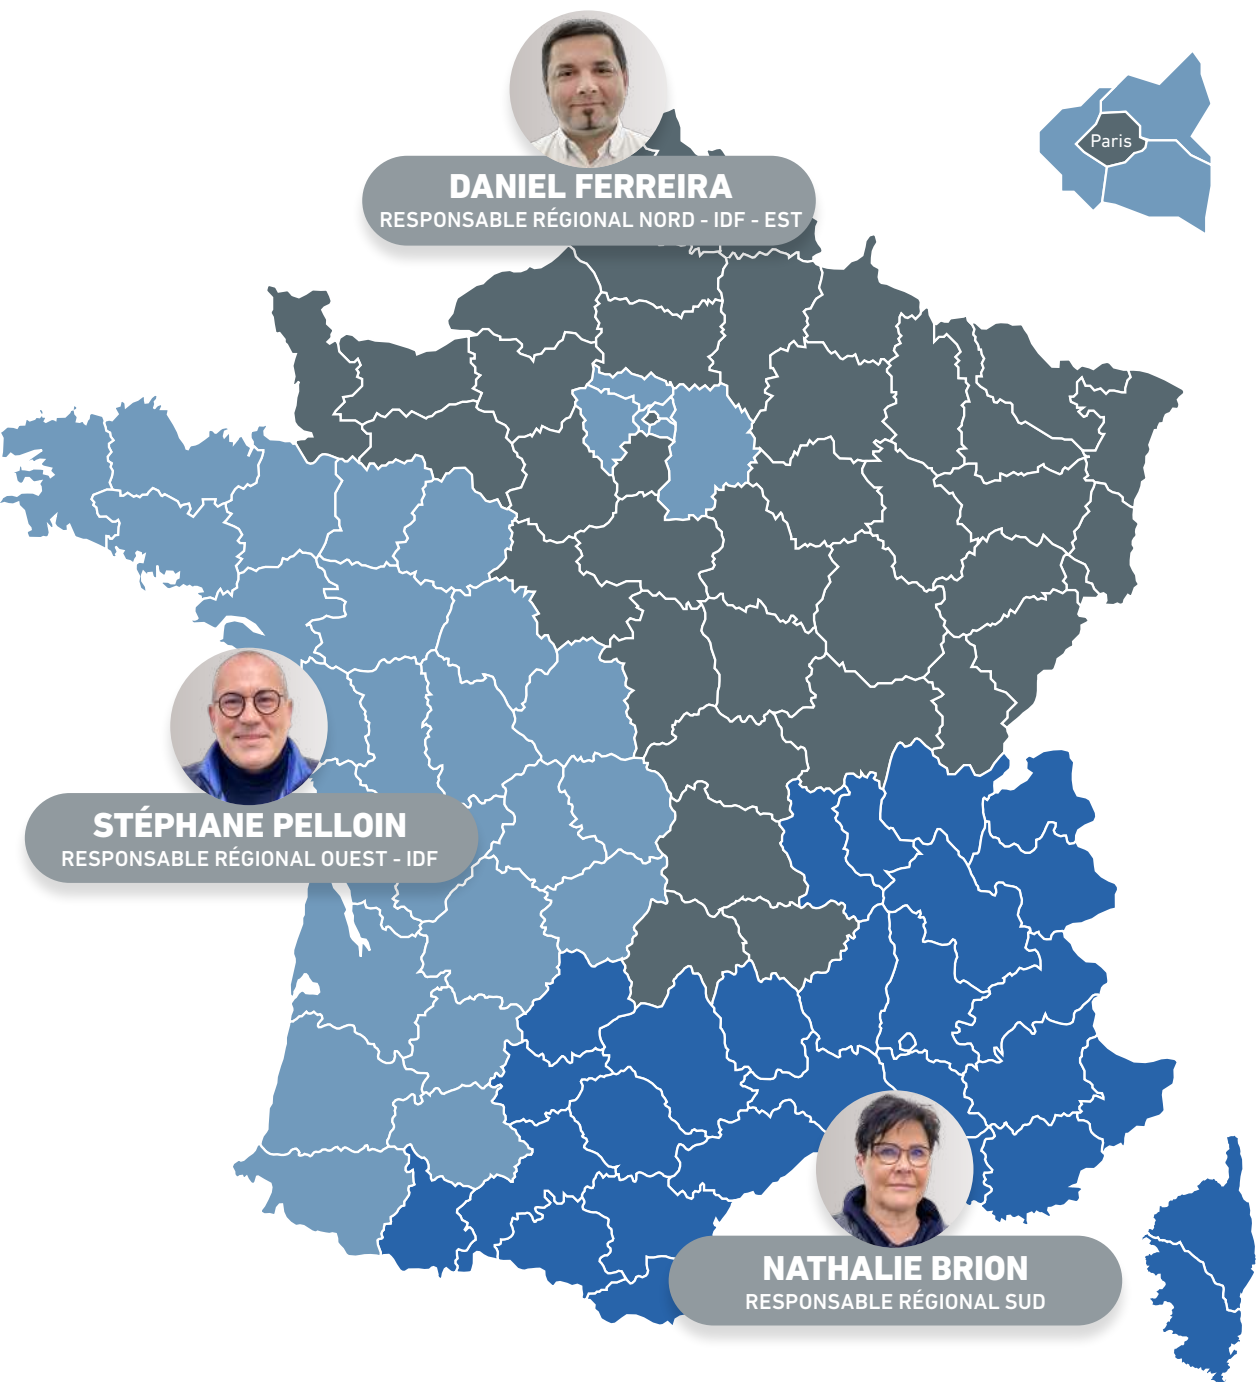 DANIEL FERREIRA
RESPONSABLE RÉGIONAL NORD - IDF - EST
Paris
STÉPHANE PELLOIN
RESPONSABLE RÉGIONAL OUEST - IDF
NATHALIE BRION
RESPONSABLE RÉGIONAL SUD